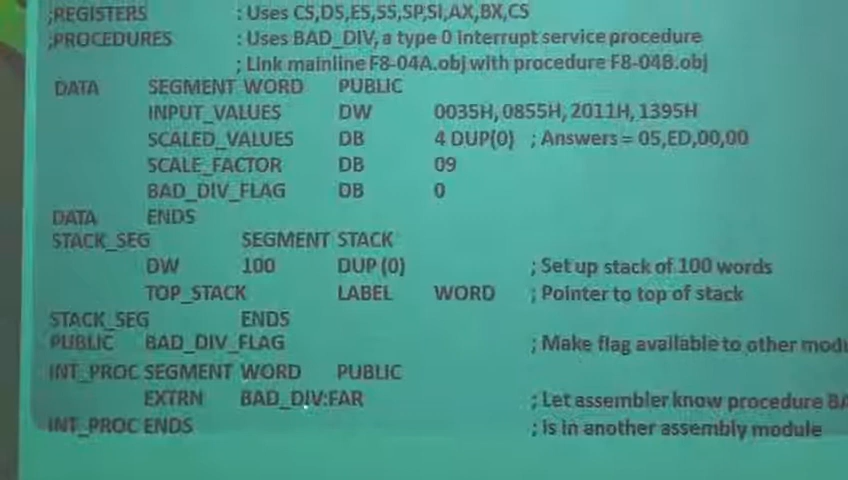 ;REGISTERS : Uses CS,DS,ES,SS,SP,SI,AX,BX,CS
;PROCEDURES : Uses BAD_DIV, a type 0 interrupt service procedure
; Link mainline F8-04A.obj with procedure F8-04B.obj
DATA SEGMENT WORD PUBLIC
INPUT_VALUES DW 0035H, 0855H, 2011H, 1395H
SCALED_VALUES DB 4 DUP(0) ; Answers = 05,ED,00,00
SCALE_FACTOR DB 09
BAD_DIV_FLAG DB 0
DATA ENDS
STACK_SEG SEGMENT STACK
DW 100 DUP (0) ; Set up stack of 100 words
TOP_STACK LABEL WORD ; Pointer to top of stack
STACK_SEG ENDS
PUBLIC BAD_DIV_FLAG ; Make flag available to other modu
INT_PROC SEGMENT WORD PUBLIC
EXTRN BAD_DIV:FAR ; Let assembler know procedure BA
INT_PROC ENDS ; Is in another assembly module